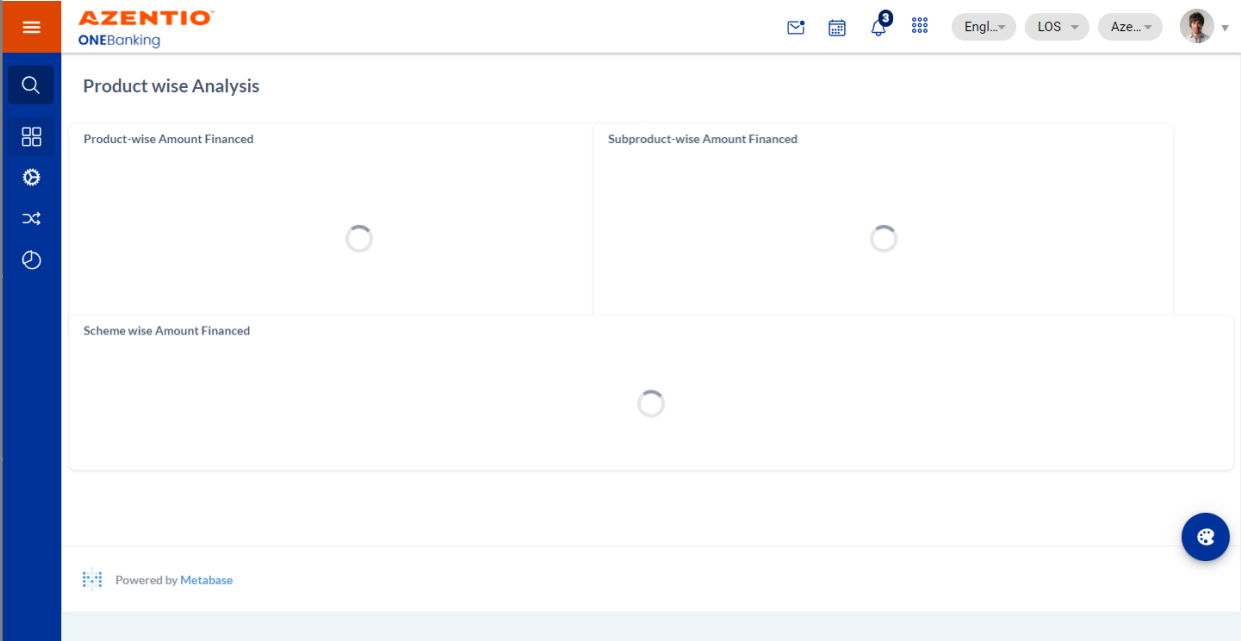 AZENTIO™
ONEBanking
3
Engl...
LOS
Aze...
Product wise Analysis
Product-wise Amount Financed
Subproduct-wise Amount Financed
Scheme wise Amount Financed
Powered by Metabase